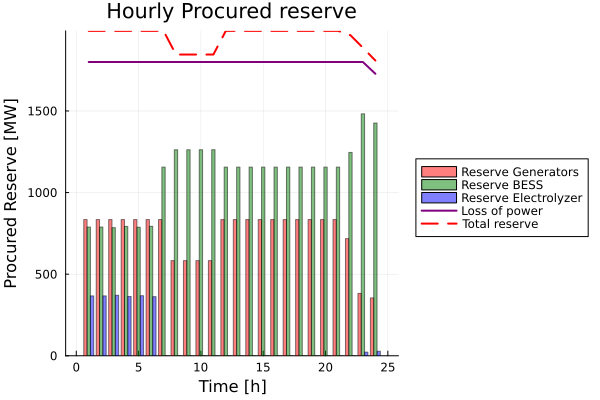 Hourly Procured reserve
Procured Reserve [MW]
1500
1000
500
0
0 5 10 15 20 25
Time [h]
Reserve Generators
Reserve BESS
Reserve Electrolyzer
Loss of power
Total reserve